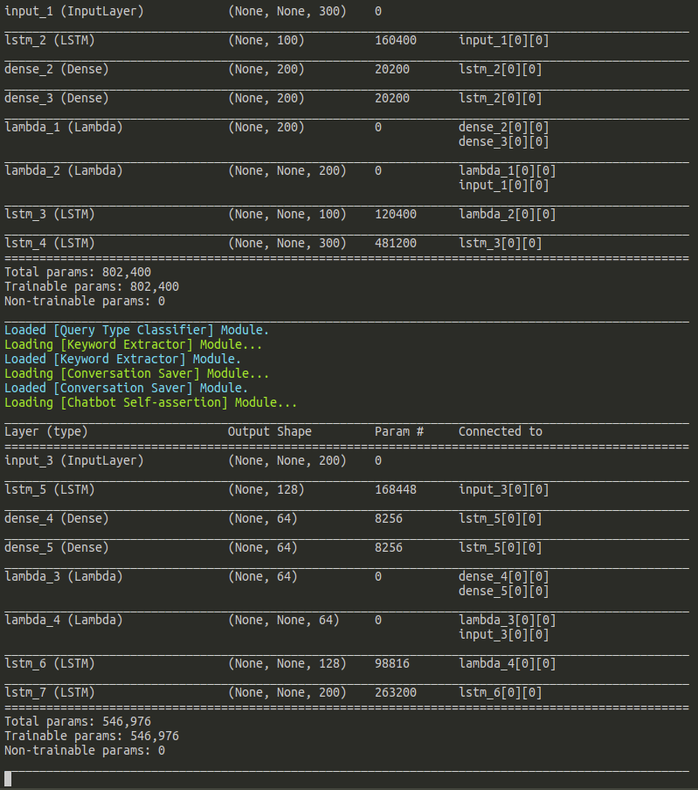 input_1 (InputLayer) (None, None, 300) 0
lstm_2 (LSTM) (None, 100) 160400 input_1[0][0]
dense_2 (Dense) (None, 200) 20200 lstm_2[0][0]
dense_3 (Dense) (None, 200) 20200 lstm_2[0][0]
lambda_1 (Lambda) (None, 200) 0 dense_2[0][0]
dense_3[0][0]
lambda_2 (Lambda) (None, None, 200) 0 lambda_1[0][0]
input_1[0][0]
lstm_3 (LSTM) (None, None, 100) 120400 lambda_2[0][0]
lstm_4 (LSTM) (None, None, 300) 481200 lstm_3[0][0]
Total params: 802,400
Trainable params: 802,400
Non-trainable params: 0
Loaded [Query Type Classifier] Module.
Loading [Keyword Extractor] Module...
Loaded [Keyword Extractor] Module.
Loading [Conversation Saver] Module...
Loaded [Conversation Saver] Module.
Loading [Chatbot Self-assertion] Module...
Layer (type) Output Shape Param # Connected to
input_3 (InputLayer) (None, None, 200) 0
lstm_5 (LSTM) (None, 128) 168448 input_3[0][0]
dense_4 (Dense) (None, 64) 8256 lstm_5[0][0]
dense_5 (Dense) (None, 64) 8256 lstm_5[0][0]
lambda_3 (Lambda) (None, 64) 0 dense_4[0][0]
dense_5[0][0]
lambda_4 (Lambda) (None, None, 64) 0 lambda_3[0][0]
input_3[0][0]
lstm_6 (LSTM) (None, None, 128) 98816 lambda_4[0][0]
lstm_7 (LSTM) (None, None, 200) 263200 lstm_6[0][0]
Total params: 546,976
Trainable params: 546,976
Non-trainable params: 0